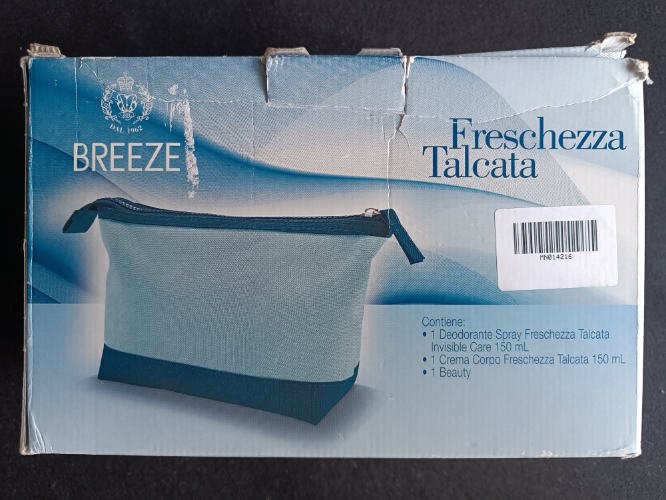 DAL 1962
BREEZE
Freschezza
Talcata
MN014216
Contiene:
• 1 Deodorante Spray Freschezza Talcata
Invisible Care 150 mL
• 1 Crema Corpo Freschezza Talcata 150 mL
• 1 Beauty